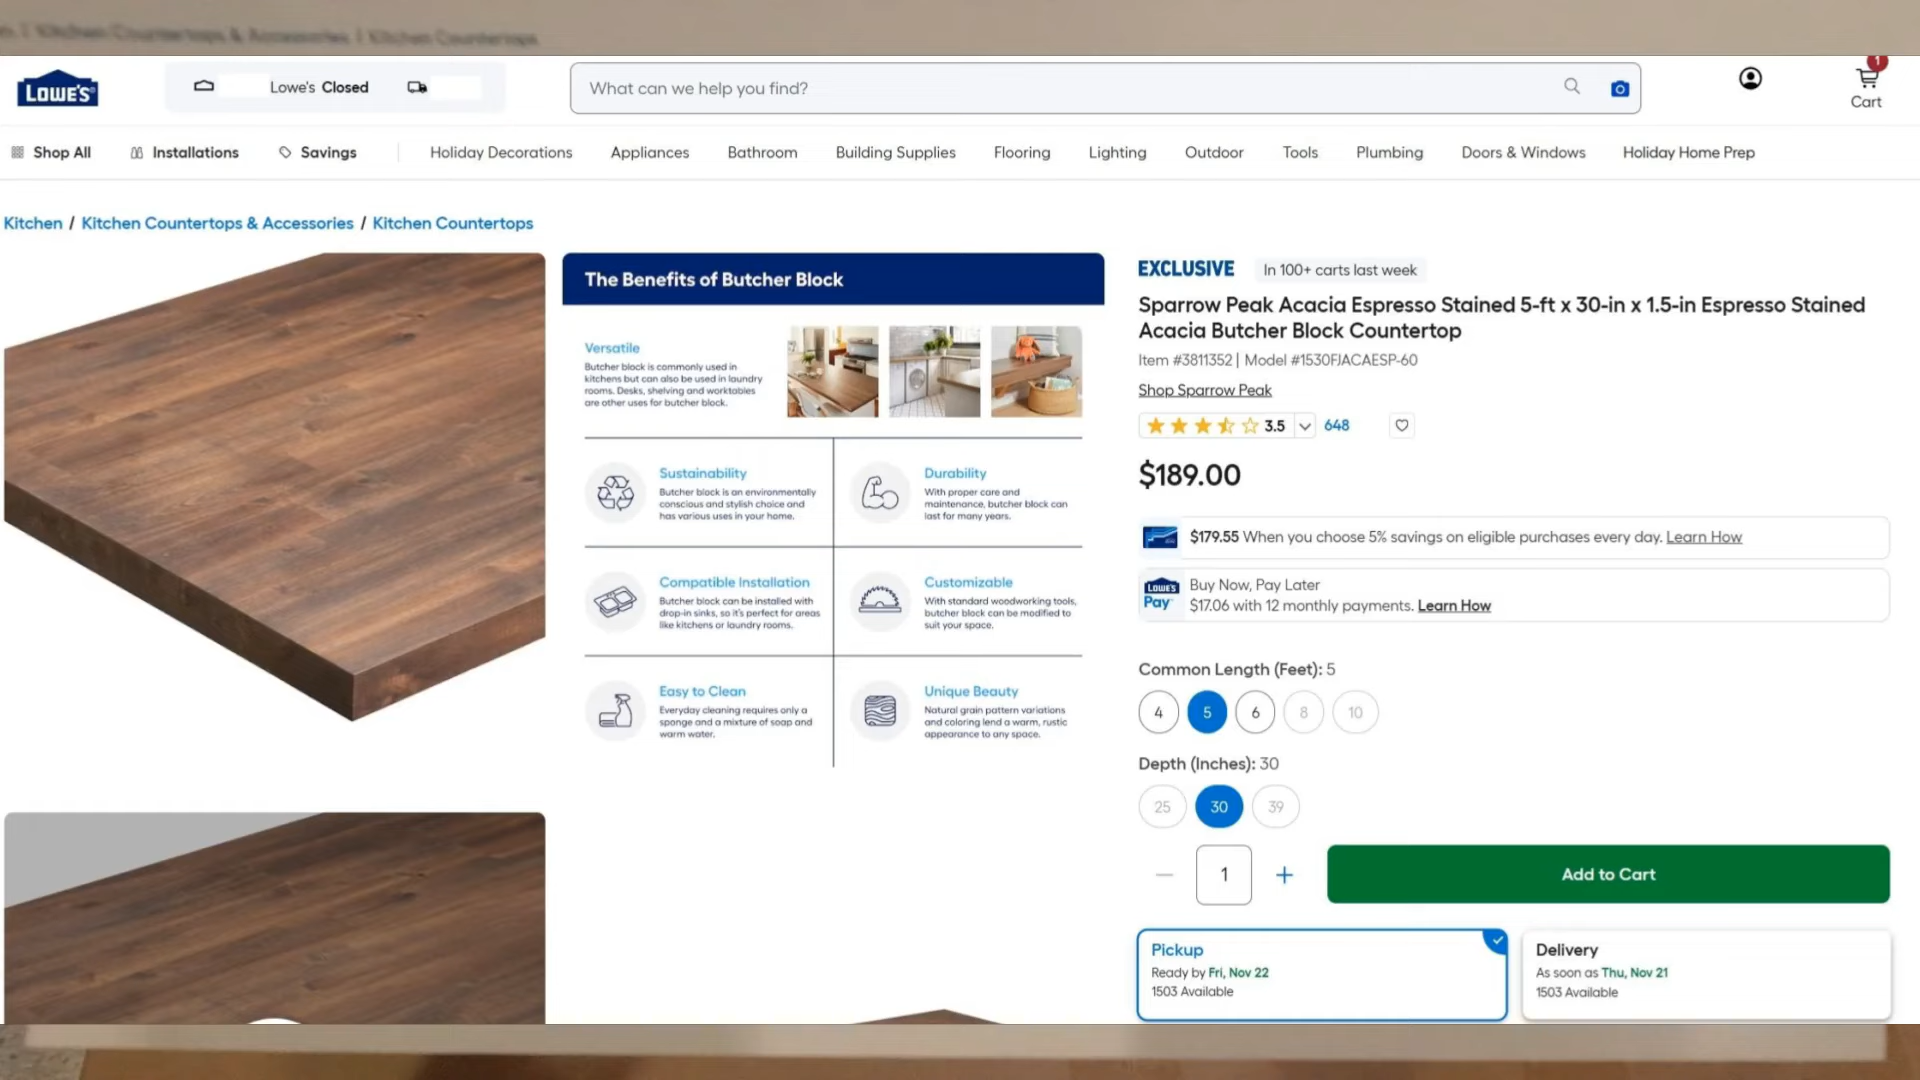 Kitchen Countertops & Accessories / Kitchen Countertops
LOWE'S
Lowe's Closed
What can we help you find?
1
Cart
Shop All
Installations
Savings
Holiday Decorations
Appliances
Bathroom
Building Supplies
Flooring
Lighting
Outdoor
Tools
Plumbing
Doors & Windows
Holiday Home Prep
Kitchen / Kitchen Countertops & Accessories / Kitchen Countertops
The Benefits of Butcher Block
Versatile
Butcher block is commonly used in
kitchens but can also be used in laundry
rooms. Desks, shelving and worktables
are other uses for butcher block.
Sustainability
Butcher block is an environmentally
conscious and stylish choice and
has various uses in your home.
Durability
With proper care and
maintenance, butcher block can
last for many years.
Compatible Installation
Butcher block can be installed with
drop-in sinks, so it's perfect for areas
like kitchens or laundry rooms.
Customizable
With standard woodworking tools,
butcher block can be modified to
suit your space.
Easy to Clean
Everyday cleaning requires only a
sponge and a mixture of soap and
warm water.
Unique Beauty
Natural grain pattern variations
and coloring lend a warm, rustic
appearance to any space.
EXCLUSIVE
In 100+ carts last week
Sparrow Peak Acacia Espresso Stained 5-ft x 30-in x 1.5-in Espresso Stained
Acacia Butcher Block Countertop
Item #3811352 | Model #1530FJACAESP-60
Shop Sparrow Peak
3.5
648
$189.00
$179.55 When you choose 5% savings on eligible purchases every day. Learn How
LOWE'S
Pay
Buy Now, Pay Later
$17.06 with 12 monthly payments. Learn How
Common Length (Feet): 5
4
5
6
8
10
Depth (Inches): 30
25
30
39
1
Add to Cart
Pickup
Ready by Fri, Nov 22
1503 Available
Delivery
As soon as Thu, Nov 21
1503 Available